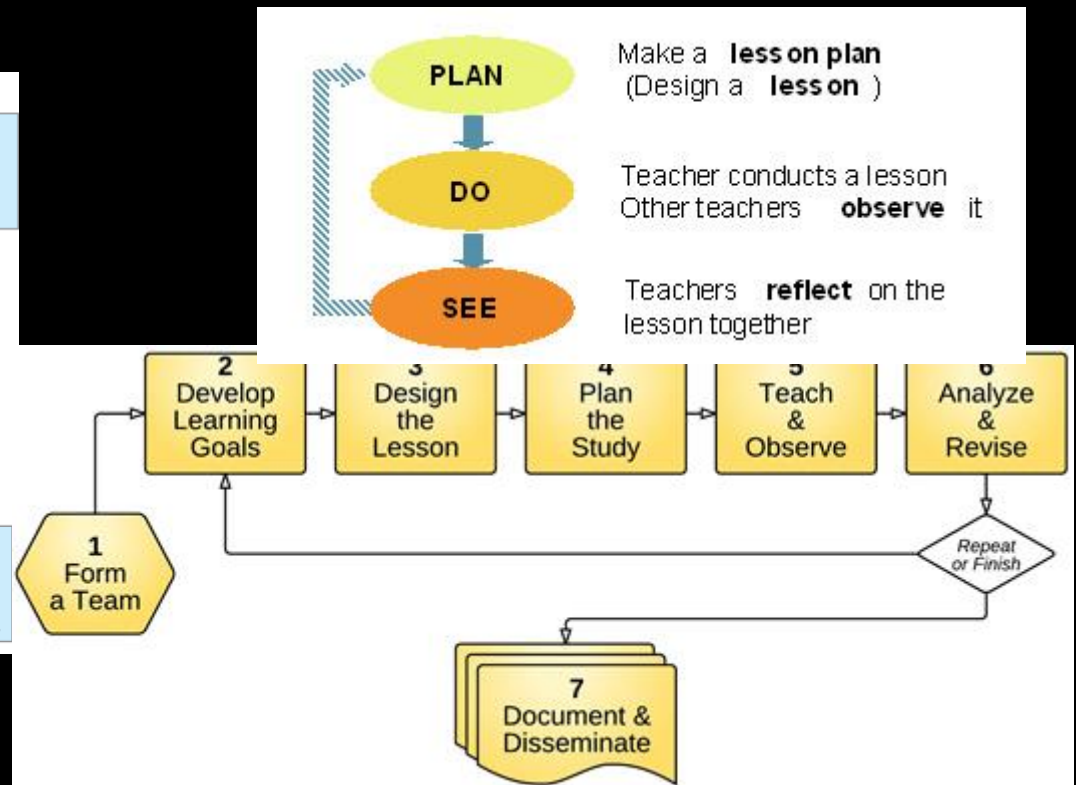 PLAN
Make a lesson plan
(Design a lesson )
DO
Teacher conducts a lesson
Other teachers observe it
SEE
Teachers reflect on the
lesson together
2
Develop
Learning
Goals
3
Design
the
Lesson
4
Plan
the
Study
5
Teach
&
Observe
6
Analyze
&
Revise
1
Form
a Team
Repeat
or Finish
7
Document &
Disseminate